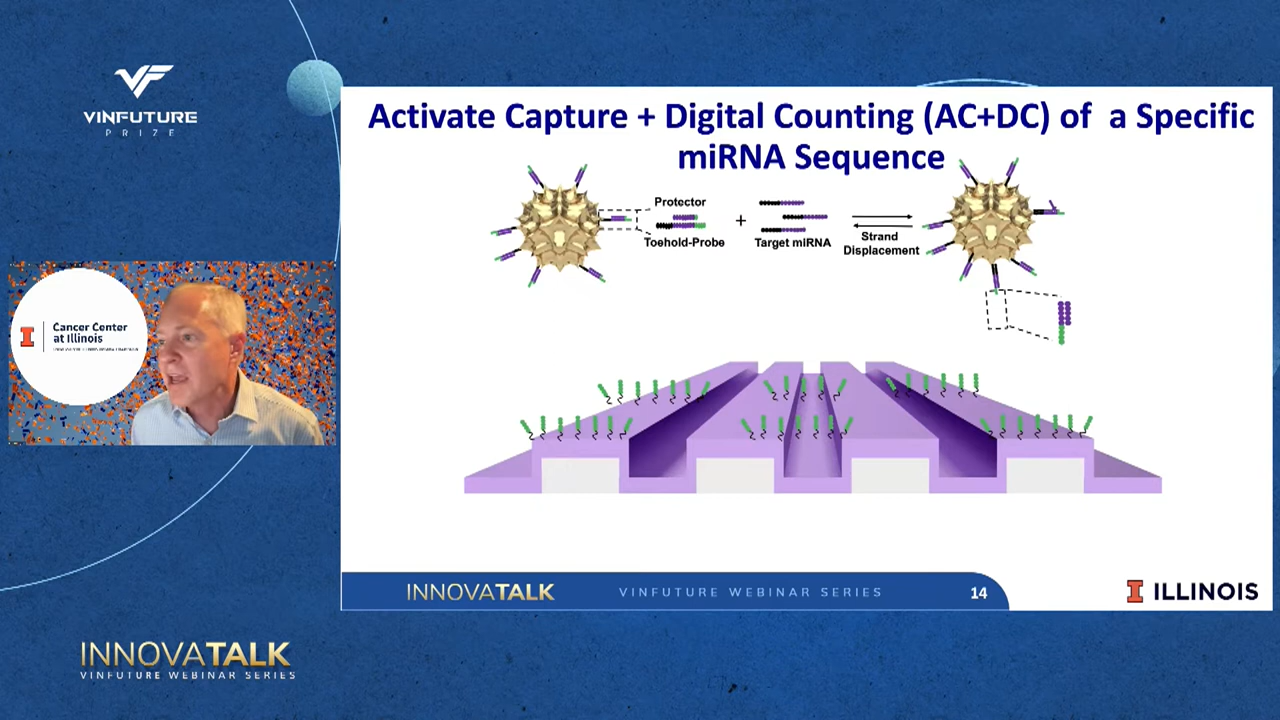 VINFUTURE
PRIZE
Activate Capture + Digital Counting (AC+DC) of a Specific
miRNA Sequence
Protector
Toehold-Probe
+
Target miRNA
Strand
Displacement
I
Cancer Center
at Illinois
INNOVATALK
VINFUTURE WEBINAR SERIES
14
I ILLINOIS
INNOVATALK
VINFUTURE WEBINAR SERIES